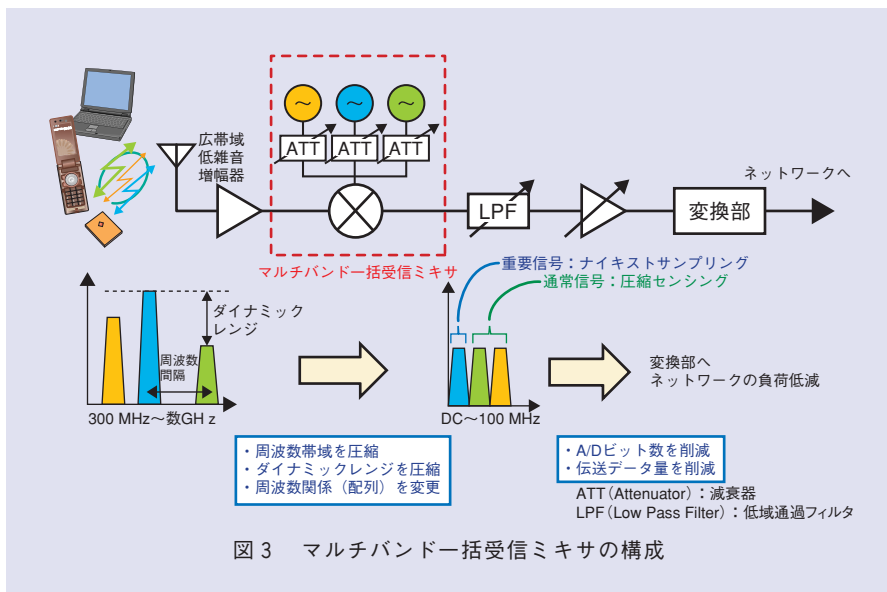 広帯域
低雑音
増幅器
～ ～ ～
ATT ATT ATT
LPF
変換部
ネットワークへ
マルチバンド一括受信ミキサ
重要信号：ナイキストサンプリング
通常信号：圧縮センシング
ダイナミック
レンジ
周波数
間隔
300 MHz～数GH z
DC～100 MHz
変換部へ
ネットワークの負荷低減
・周波数帯域を圧縮
・ダイナミックレンジを圧縮
・周波数関係（配列）を変更
・A/Dビット数を削減
・伝送データ量を削減
ATT（Attenuator）：減衰器
LPF（Low Pass Filter）：低域通過フィルタ
図3 マルチバンド一括受信ミキサの構成